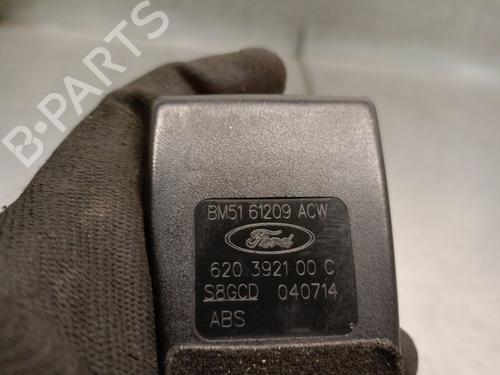 B-PARTS
BM51 61209 ACW
Ford
620 3921 00 C
S8GCD 040714
ABS